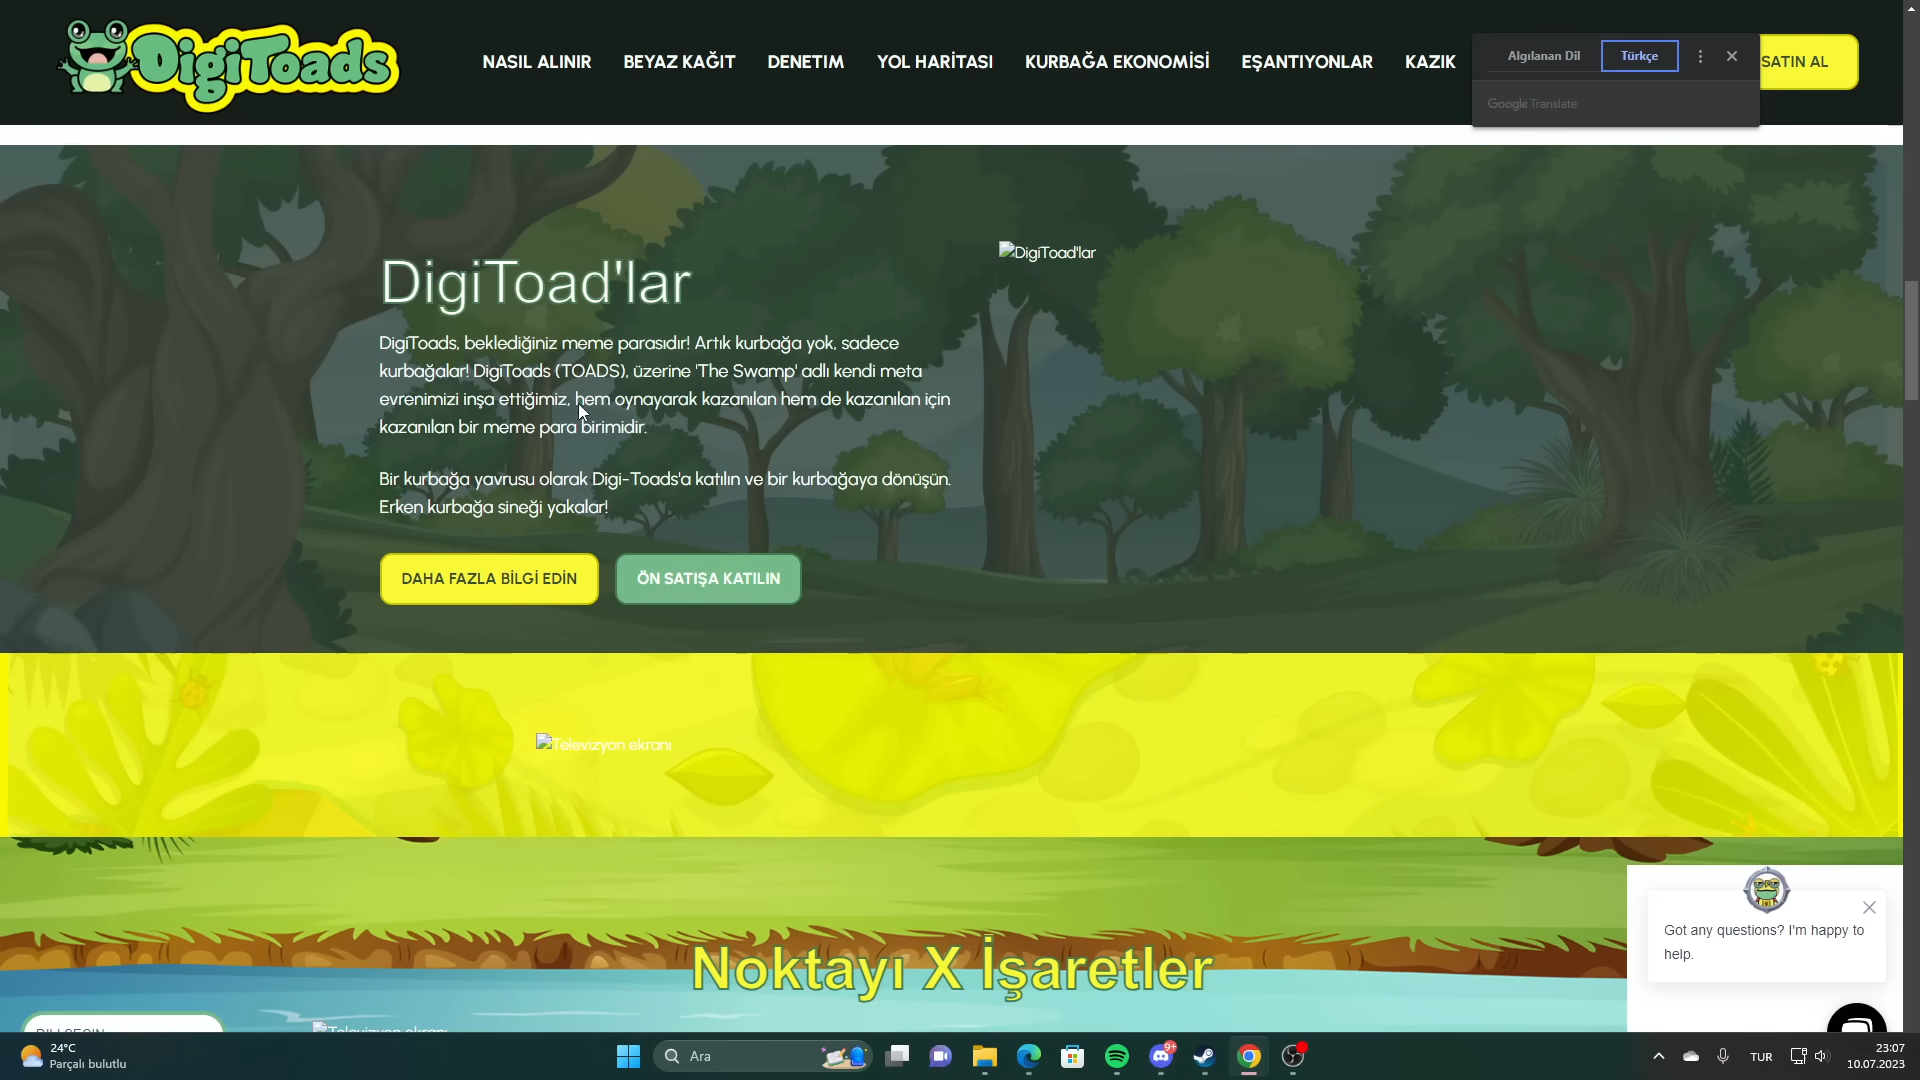 DigiToads
NASIL ALINIR
BEYAZ KAĞIT
DENETIM
YOL HARİTASI
KURBAĞA EKONOMİSİ
EŞANTIYONLAR
KAZIK
Algılanan Dil
Türkçe
SATIN AL
Google Translate
DigiToad'lar
DigiToad'lar
DigiToads, beklediğiniz meme parasıdır! Artık kurbağa yok, sadece
kurbağalar! DigiToads (TOADS), üzerine 'The Swamp' adlı kendi meta
evrenimizi inşa ettiğimiz, hem oynayarak kazanılan hem de kazanılan için
kazanılan bir meme para birimidir.
Bir kurbağa yavrusu olarak Digi-Toads'a katılın ve bir kurbağaya dönüşün.
Erken kurbağa sineği yakalar!
DAHA FAZLA BİLGİ EDİN
ÖN SATIŞA KATILIN
Televizyon ekranı
Got any questions? I'm happy to
help.
Noktayı X İşaretler
Televizyon ekranı
24°C
Parçalı bulutlu
Ara
9+
TUR
23:07
10.07.2023